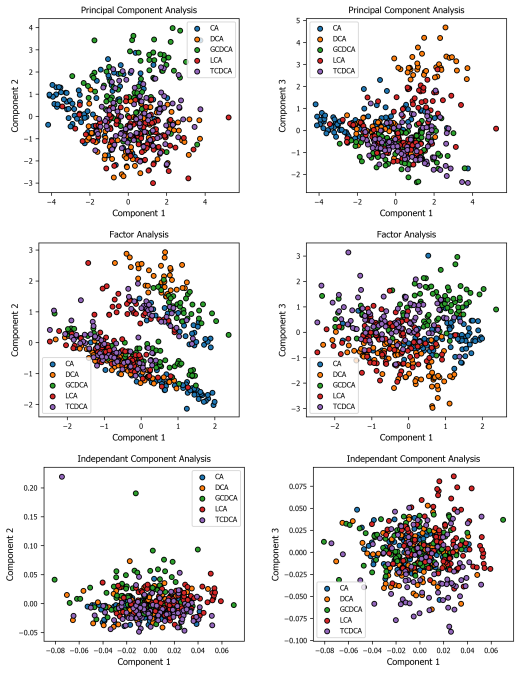 Principal Component Analysis
Component 2
4
3
2
1
0
−1
−2
−3
CA
DCA
GCDCA
LCA
TCDCA
−4
−2
0
2
4
Component 1
Principal Component Analysis
Component 3
5
4
3
2
1
0
−1
−2
CA
DCA
GCDCA
LCA
TCDCA
−4
−2
0
2
4
Component 1
Factor Analysis
Component 2
3
2
1
0
−1
−2
CA
DCA
GCDCA
LCA
TCDCA
−2
−1
0
1
2
Component 1
Factor Analysis
Component 3
3
2
1
0
−1
−2
−3
CA
DCA
GCDCA
LCA
TCDCA
−2
−1
0
1
2
Component 1
Independant Component Analysis
Component 2
0.20
0.15
0.10
0.05
0.00
−0.05
CA
DCA
GCDCA
LCA
TCDCA
−0.08
−0.06
−0.04
−0.02
0.00
0.02
0.04
0.06
Component 1
Independant Component Analysis
Component 3
0.075
0.050
0.025
0.000
−0.025
−0.050
−0.075
−0.100
CA
DCA
GCDCA
LCA
TCDCA
−0.08
−0.06
−0.04
−0.02
0.00
0.02
0.04
0.06
Component 1